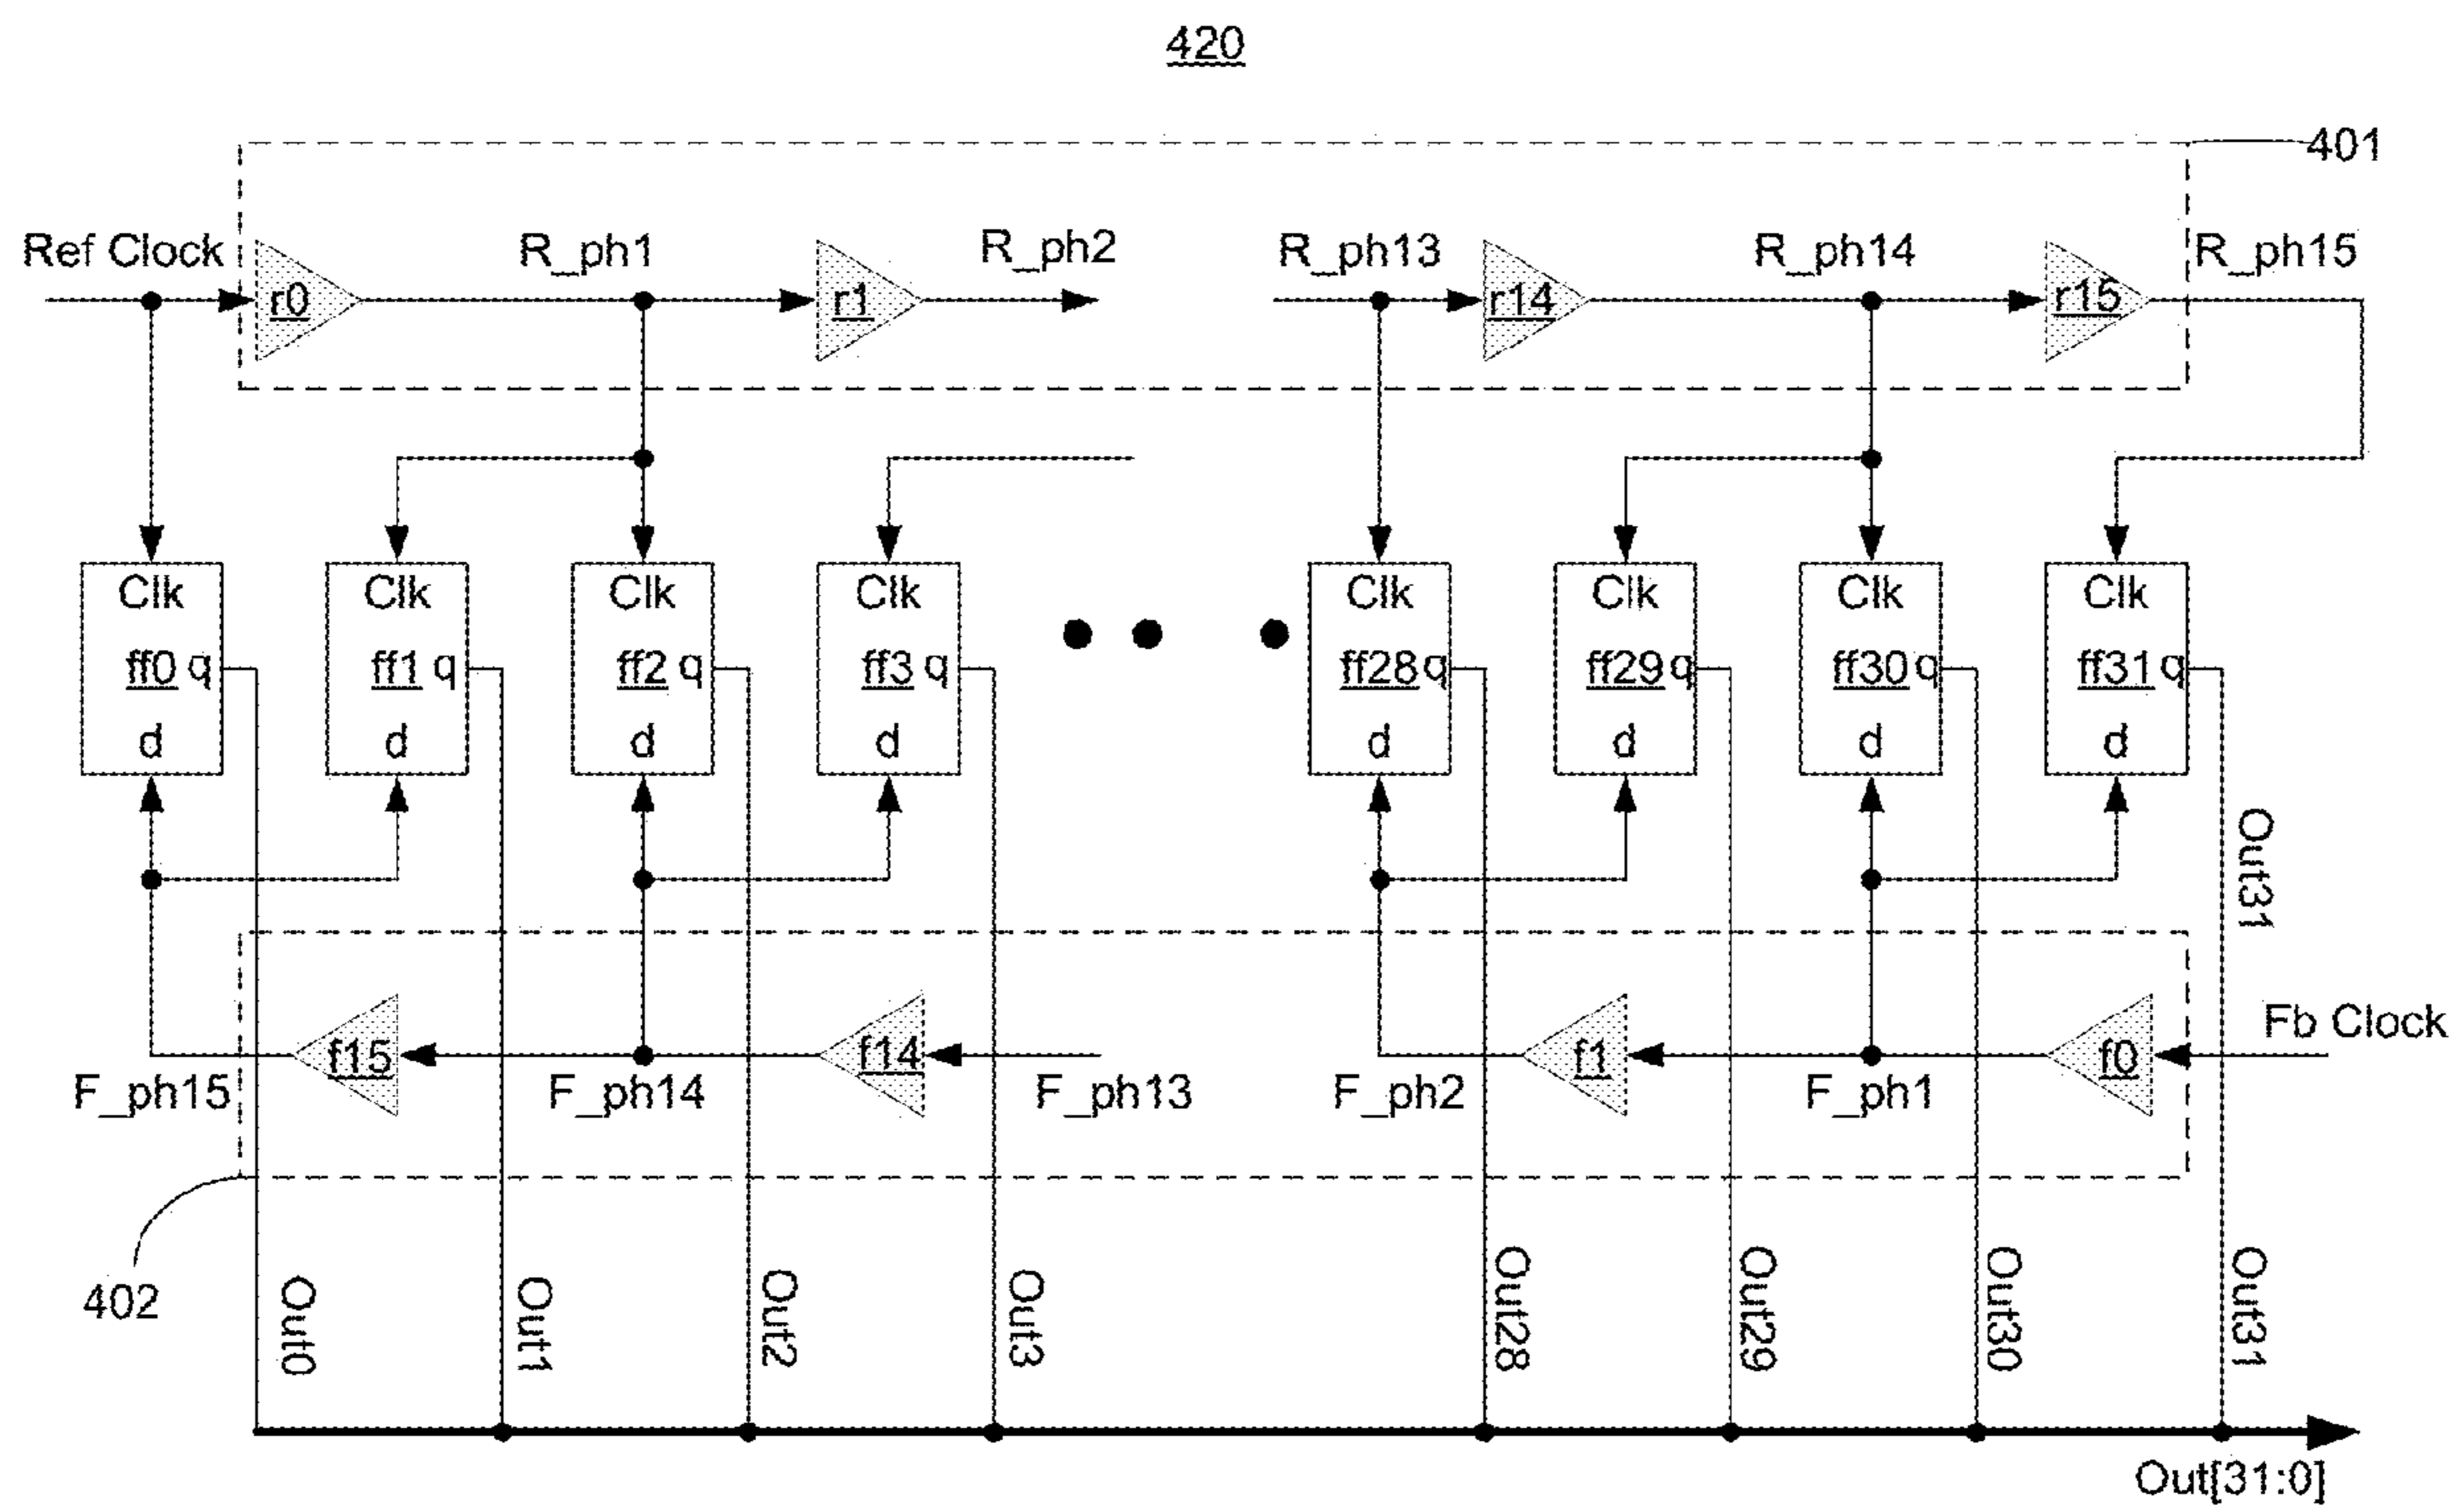 420
401
Ref Clock
R_ph1
R_ph2
R_ph13
R_ph14
R_ph15
r0
r1
r14
r15
Clk
Clk
Clk
Clk
Clk
Clk
Clk
Clk
ff0 q
ff1 q
ff2 q
ff3 q
ff28 q
ff29 q
ff30 q
ff31 q
d
d
d
d
d
d
d
d
Out31
Fb Clock
f15
f14
f1
f0
F_ph15
F_ph14
F_ph13
F_ph2
F_ph1
402
Out0
Out1
Out2
Out3
Out28
Out29
Out30
Out31
Out[31:0]